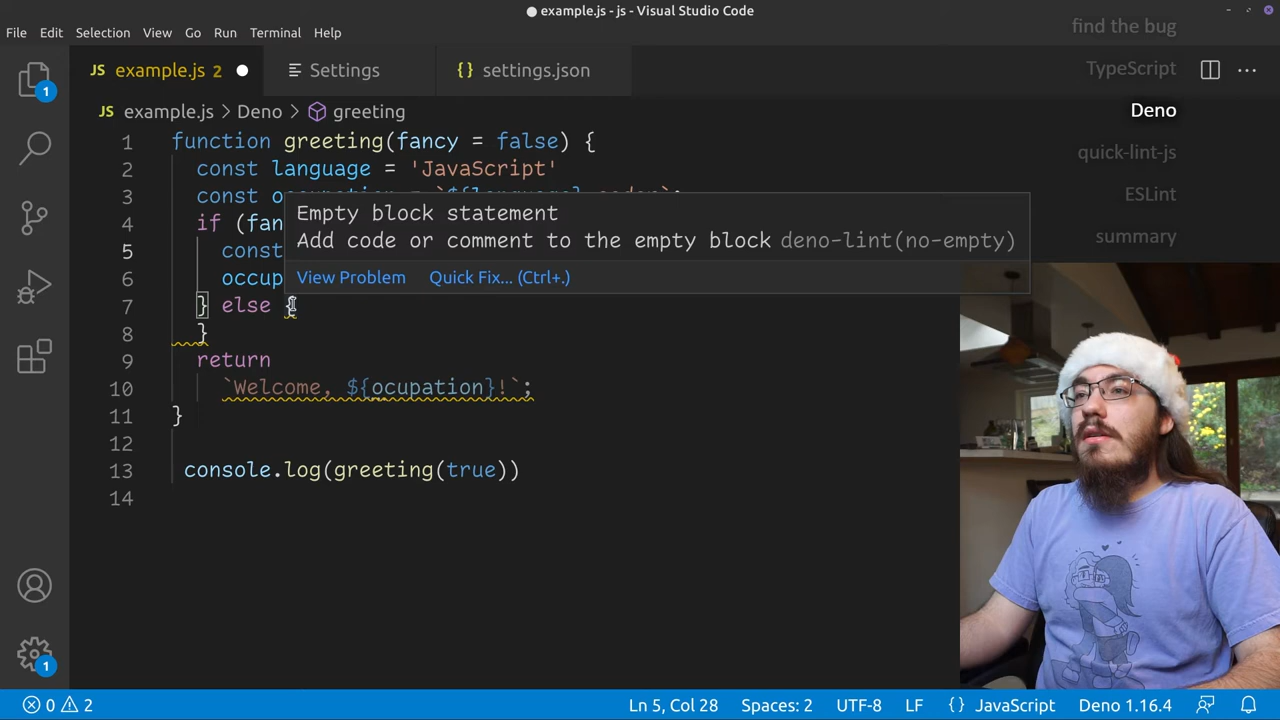 example.js - js - Visual Studio Code
File Edit Selection View Go Run Terminal Help
find the bug
TypeScript
Deno
quick-lint-js
ESLint
summary
JS example.js 2
Settings
{} settings.json
JS example.js > Deno > greeting
1 function greeting(fancy = false) {
2 const language = 'JavaScript'
3 const
4 if (fan
5 const
6 occup
7 } else {
8 }
9 return
10 `Welcome, ${ocupation}!`;
11 }
12
13 console.log(greeting(true))
14
Empty block statement
Add code or comment to the empty block deno-lint(no-empty)
View Problem Quick Fix... (Ctrl+.)
1
1
0 2
Ln 5, Col 28 Spaces: 2 UTF-8 LF {} JavaScript Deno 1.16.4